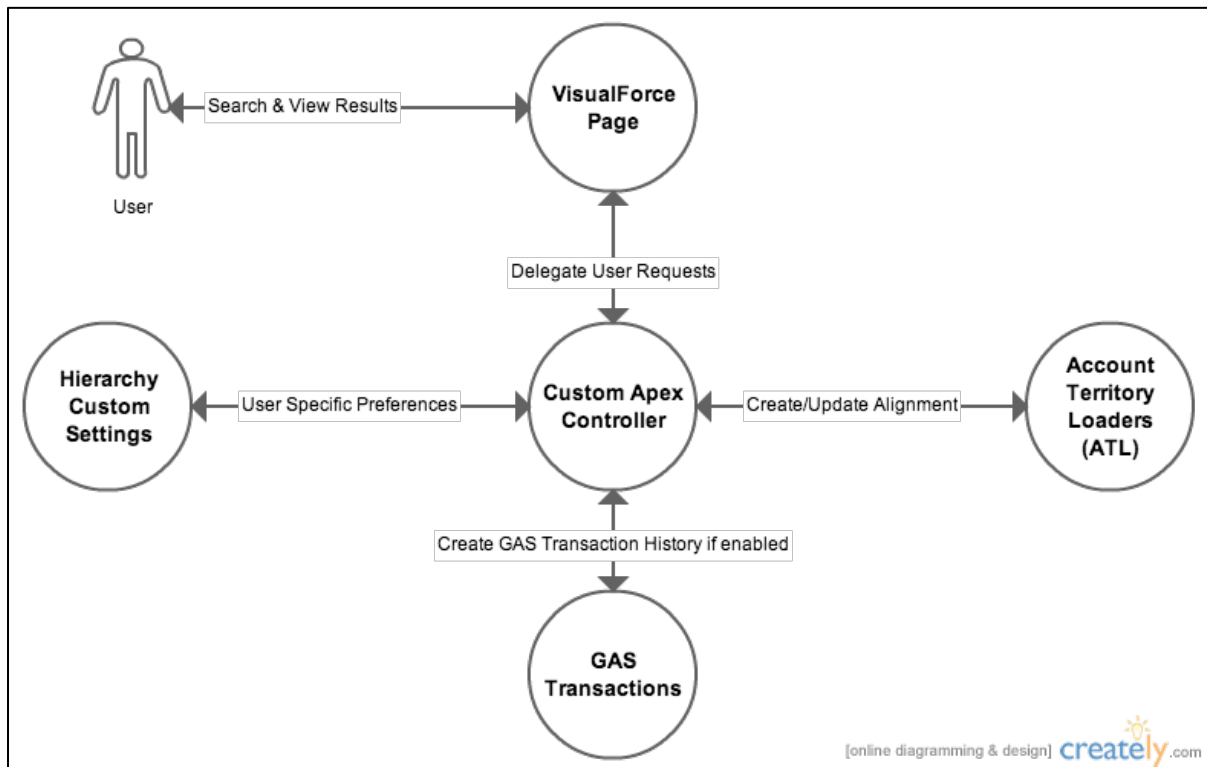 VisualForce
Page
Search & View Results
User
Delegate User Requests
Hierarchy
Custom
Settings
User Specific Preferences
Custom Apex
Controller
Create/Update Alignment
Account
Territory
Loaders
(ATL)
Create GAS Transaction History if enabled
GAS
Transactions
[online diagramming & design] creately.com